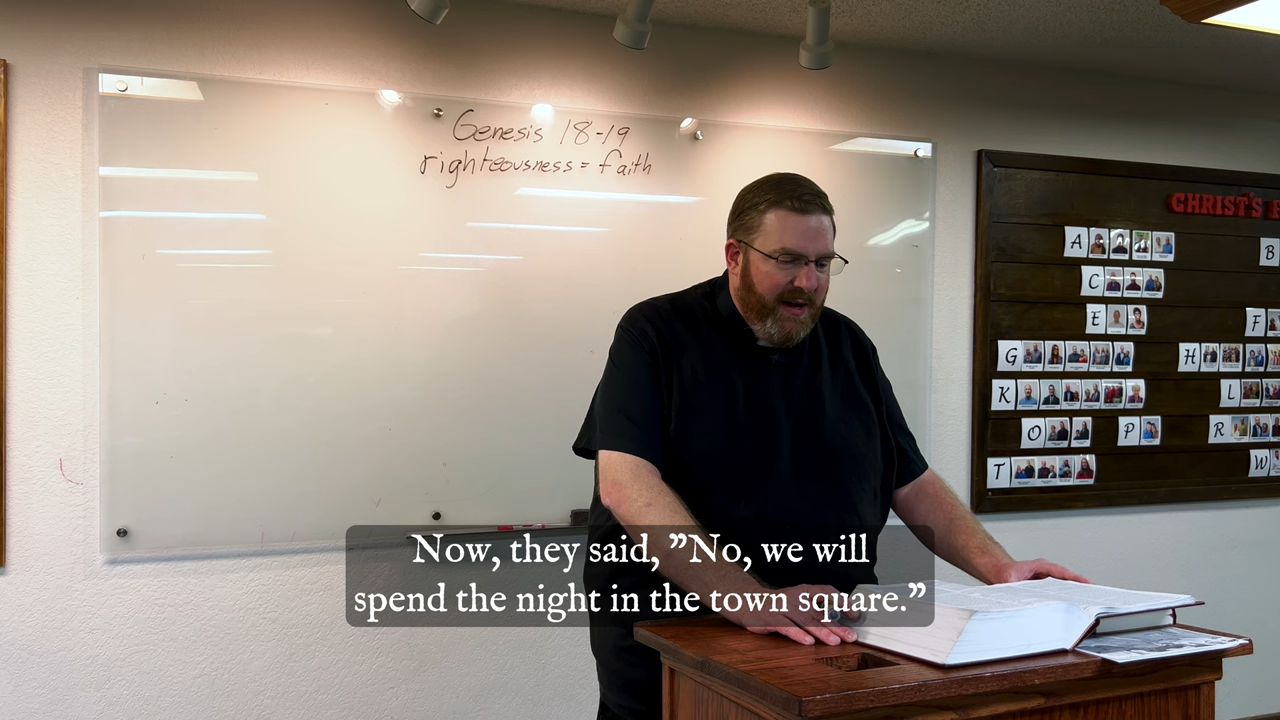 Genesis 18-19
righteousness = faith
CHRIST'S
A
B
C
E
F
G
H
K
L
O
P
R
T
W
Now, they said, ”No, we will
spend the night in the town square.”